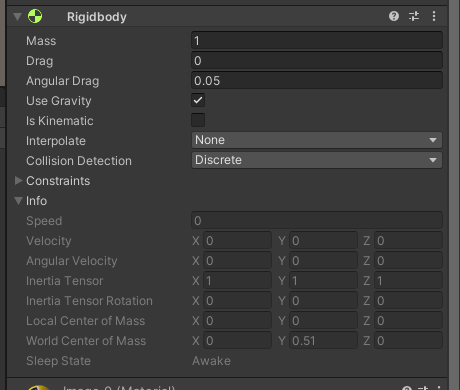 Rigidbody
Mass 1
Drag 0
Angular Drag 0.05
Use Gravity
Is Kinematic
Interpolate None
Collision Detection Discrete
Constraints
Info
Speed 0
Velocity X 0 Y 0 Z 0
Angular Velocity X 0 Y 0 Z 0
Inertia Tensor X 1 Y 1 Z 1
Inertia Tensor Rotation X 0 Y 0 Z 0
Local Center of Mass X 0 Y 0 Z 0
World Center of Mass X 0 Y 0.51 Z 0
Sleep State Awake